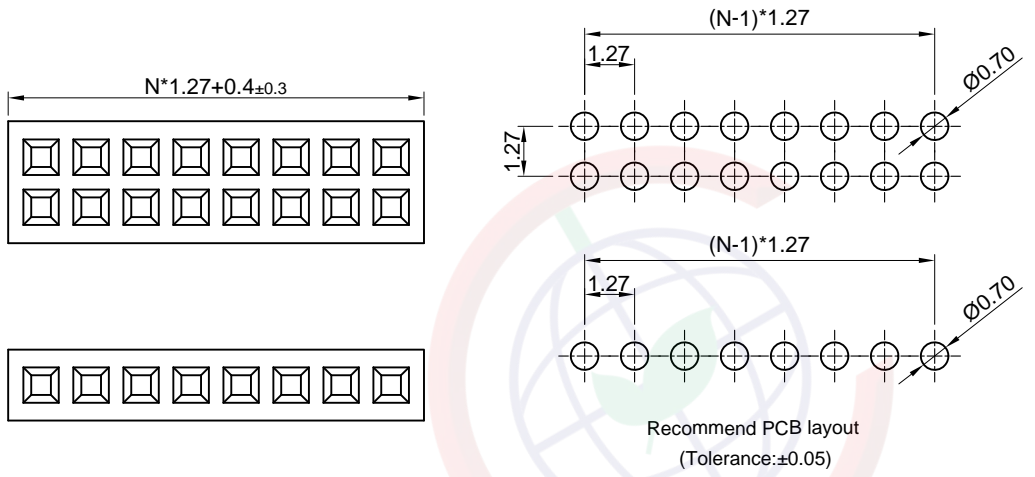 N*1.27+0.4±0.3
(N-1)*1.27
1.27
Ø0.70
1.27
(N-1)*1.27
1.27
Ø0.70
Recommend PCB layout
(Tolerance:±0.05)